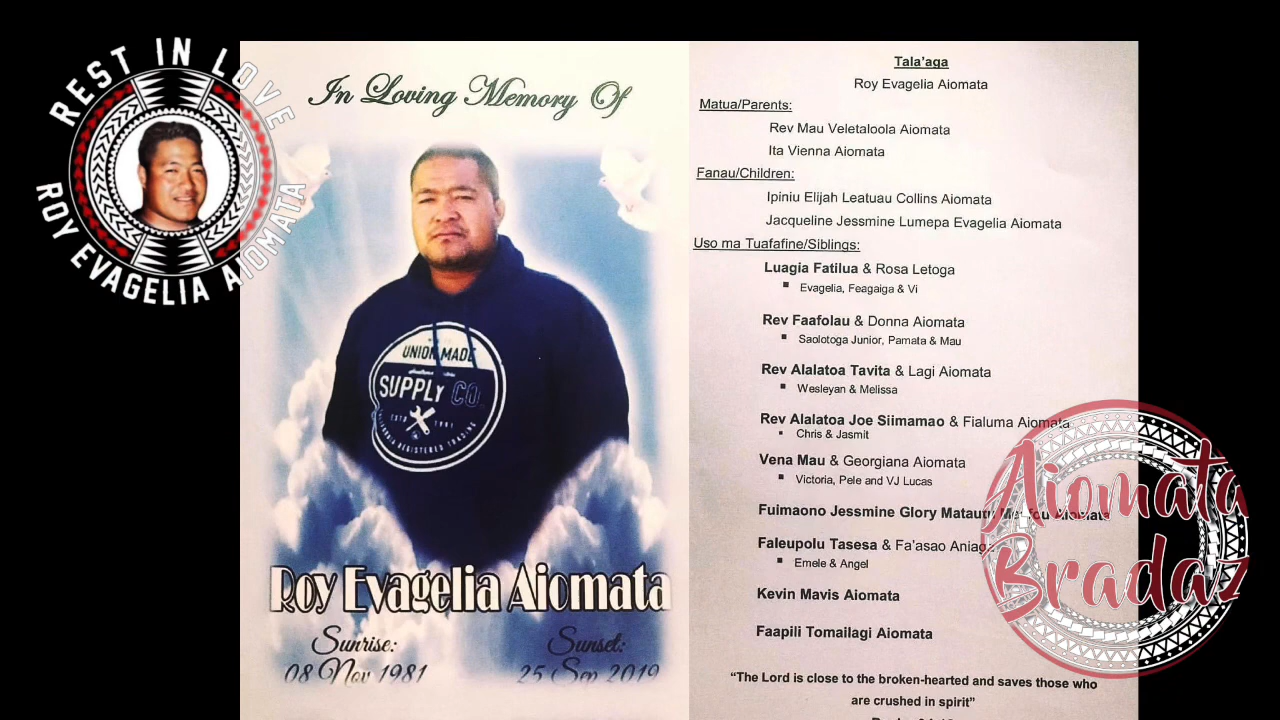 REST IN LOVE
ROY EVAGELIA AIOMATA
In Loving Memory Of
UNION MADE
SUPPLY CO.
ESTD 1981
CALIFORNIA REGISTERED TRADING
Roy Evagelia Aiomata
Sunrise:
08 Nov 1981
Sunset:
25 Sep 2019
Tala'aga
Roy Evagelia Aiomata
Matua/Parents:
Rev Mau Veletaloola Aiomata
Ita Vienna Aiomata
Fanau/Children:
Ipiniu Elijah Leatuau Collins Aiomata
Jacqueline Jessmine Lumepa Evagelia Aiomata
Uso ma Tuafafine/Siblings:
Luagia Fatilua & Rosa Letoga
▪ Evagelia, Feagaiga & Vi
Rev Faafolau & Donna Aiomata
▪ Saolotoga Junior, Pamata & Mau
Rev Alalatoa Tavita & Lagi Aiomata
▪ Wesleyan & Melissa
Rev Alalatoa Joe Siimamao & Fialuma Aiomata
▪ Chris & Jasmit
Vena Mau & Georgiana Aiomata
▪ Victoria, Pele and VJ Lucas
Fuimaono Jessmine Glory Aiomata
Faleupolu Tasesa & Fa'asao
▪ Emele & Angel
Kevin Mavis Aiomata
Faapili Tomailagi Aiomata
"The Lord is close to the broken-hearted and saves those who
are crushed in spirit"
Aiomata
Bradaz